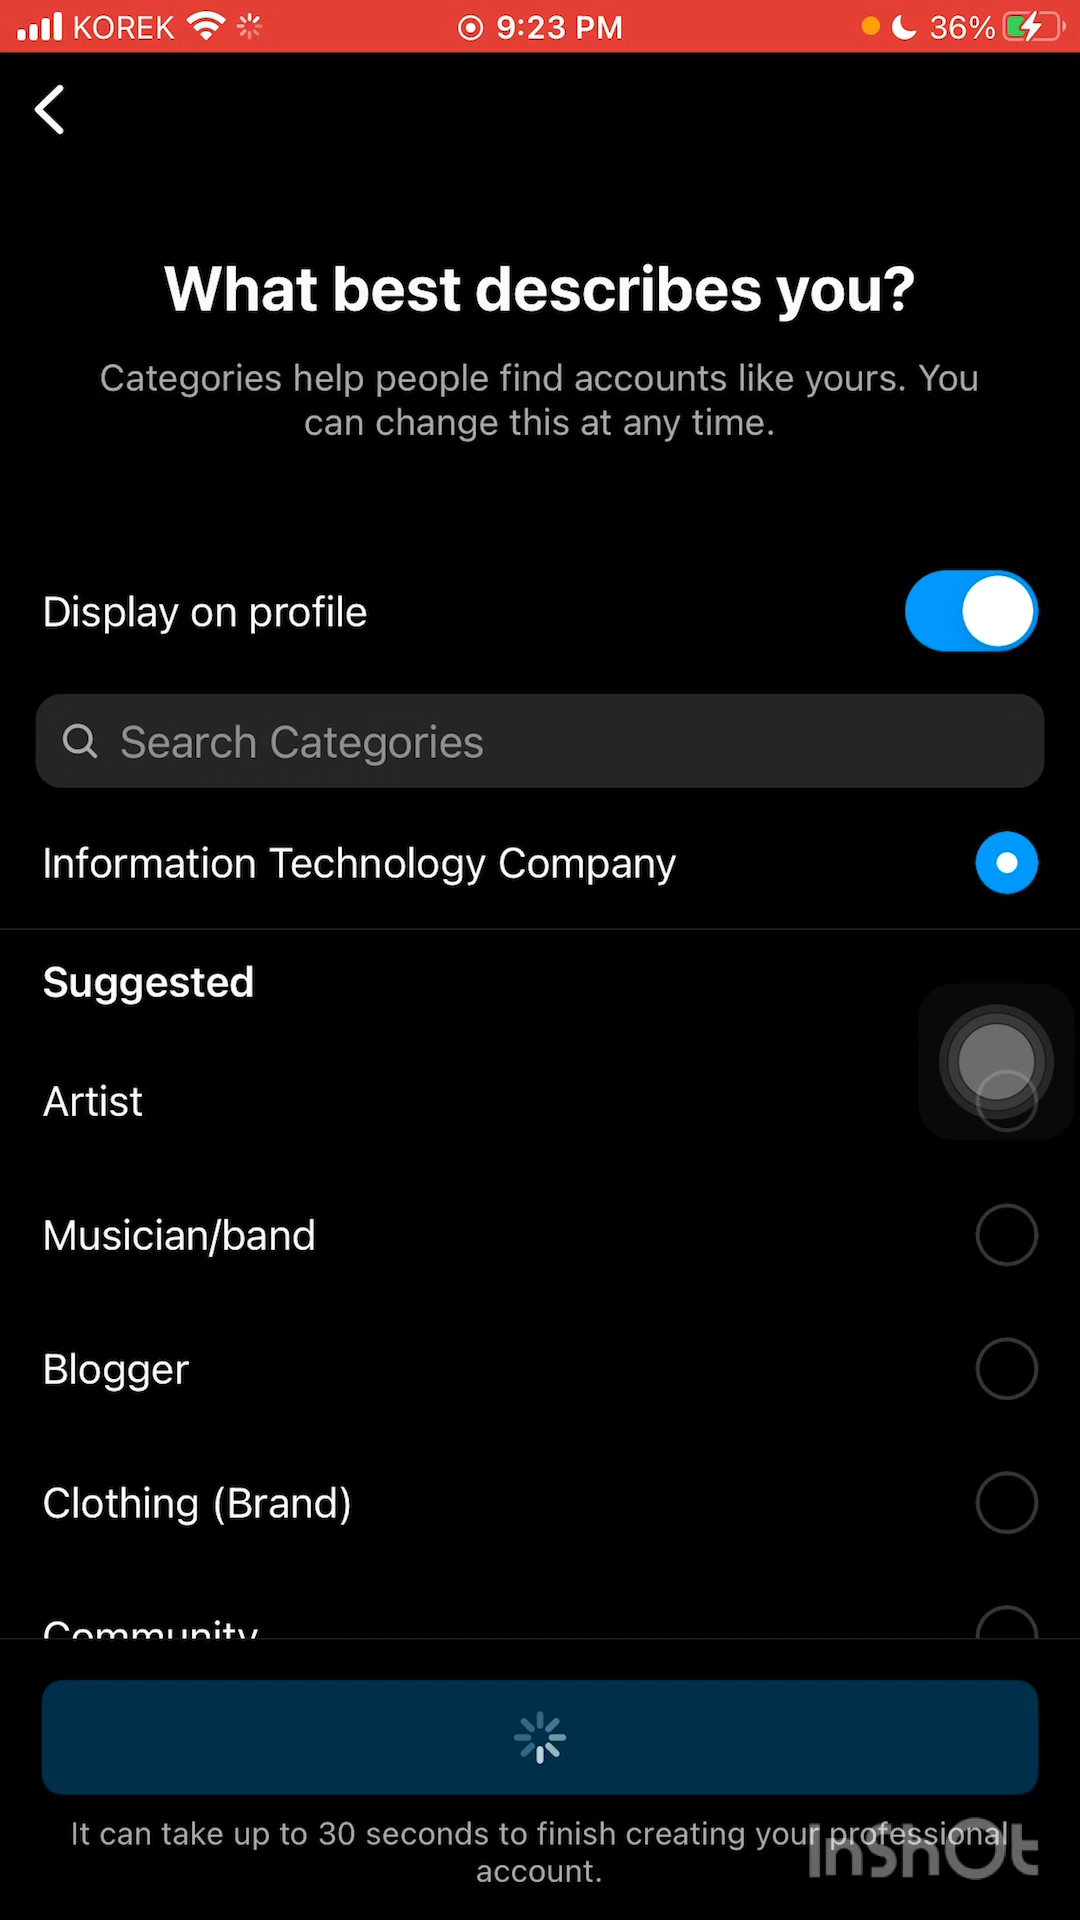 KOREK 9:23 PM 36%
What best describes you?
Categories help people find accounts like yours. You
can change this at any time.
Display on profile
Search Categories
Information Technology Company
Suggested
Artist
Musician/band
Blogger
Clothing (Brand)
Community
It can take up to 30 seconds to finish creating your professional
account.
InShOt